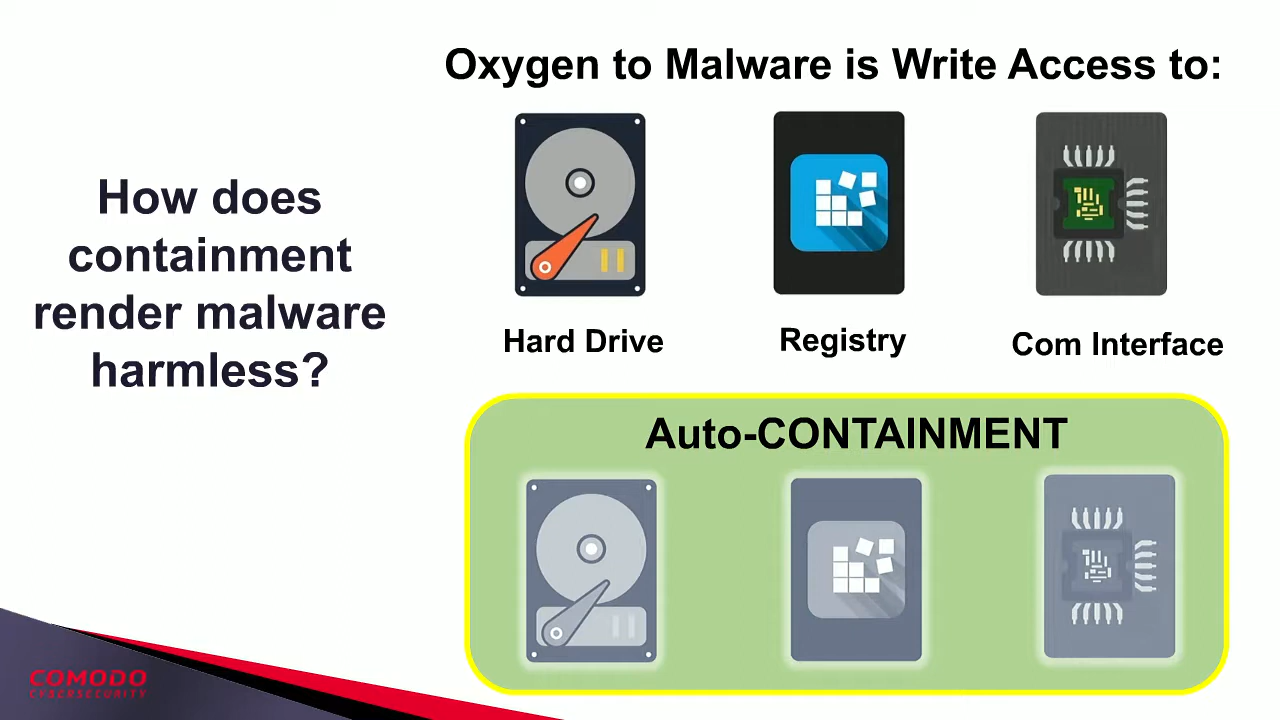 Oxygen to Malware is Write Access to:
How does
containment
render malware
harmless?
Hard Drive
Registry
Com Interface
Auto-CONTAINMENT
COMODO
CYBERSECURITY